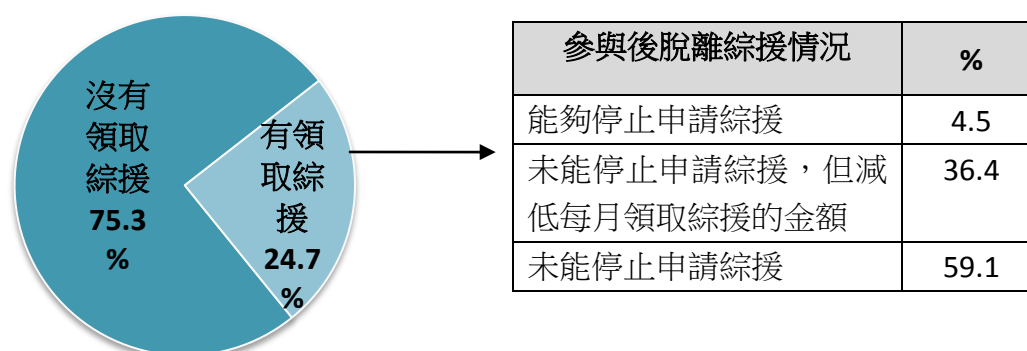 沒有
領取
綜援
75.3
%
有領
取綜
援
24.7
%
參與後脫離綜援情況 %
能夠停止申請綜援 4.5
未能停止申請綜援，但減 36.4
低每月領取綜援的金額
未能停止申請綜援 59.1